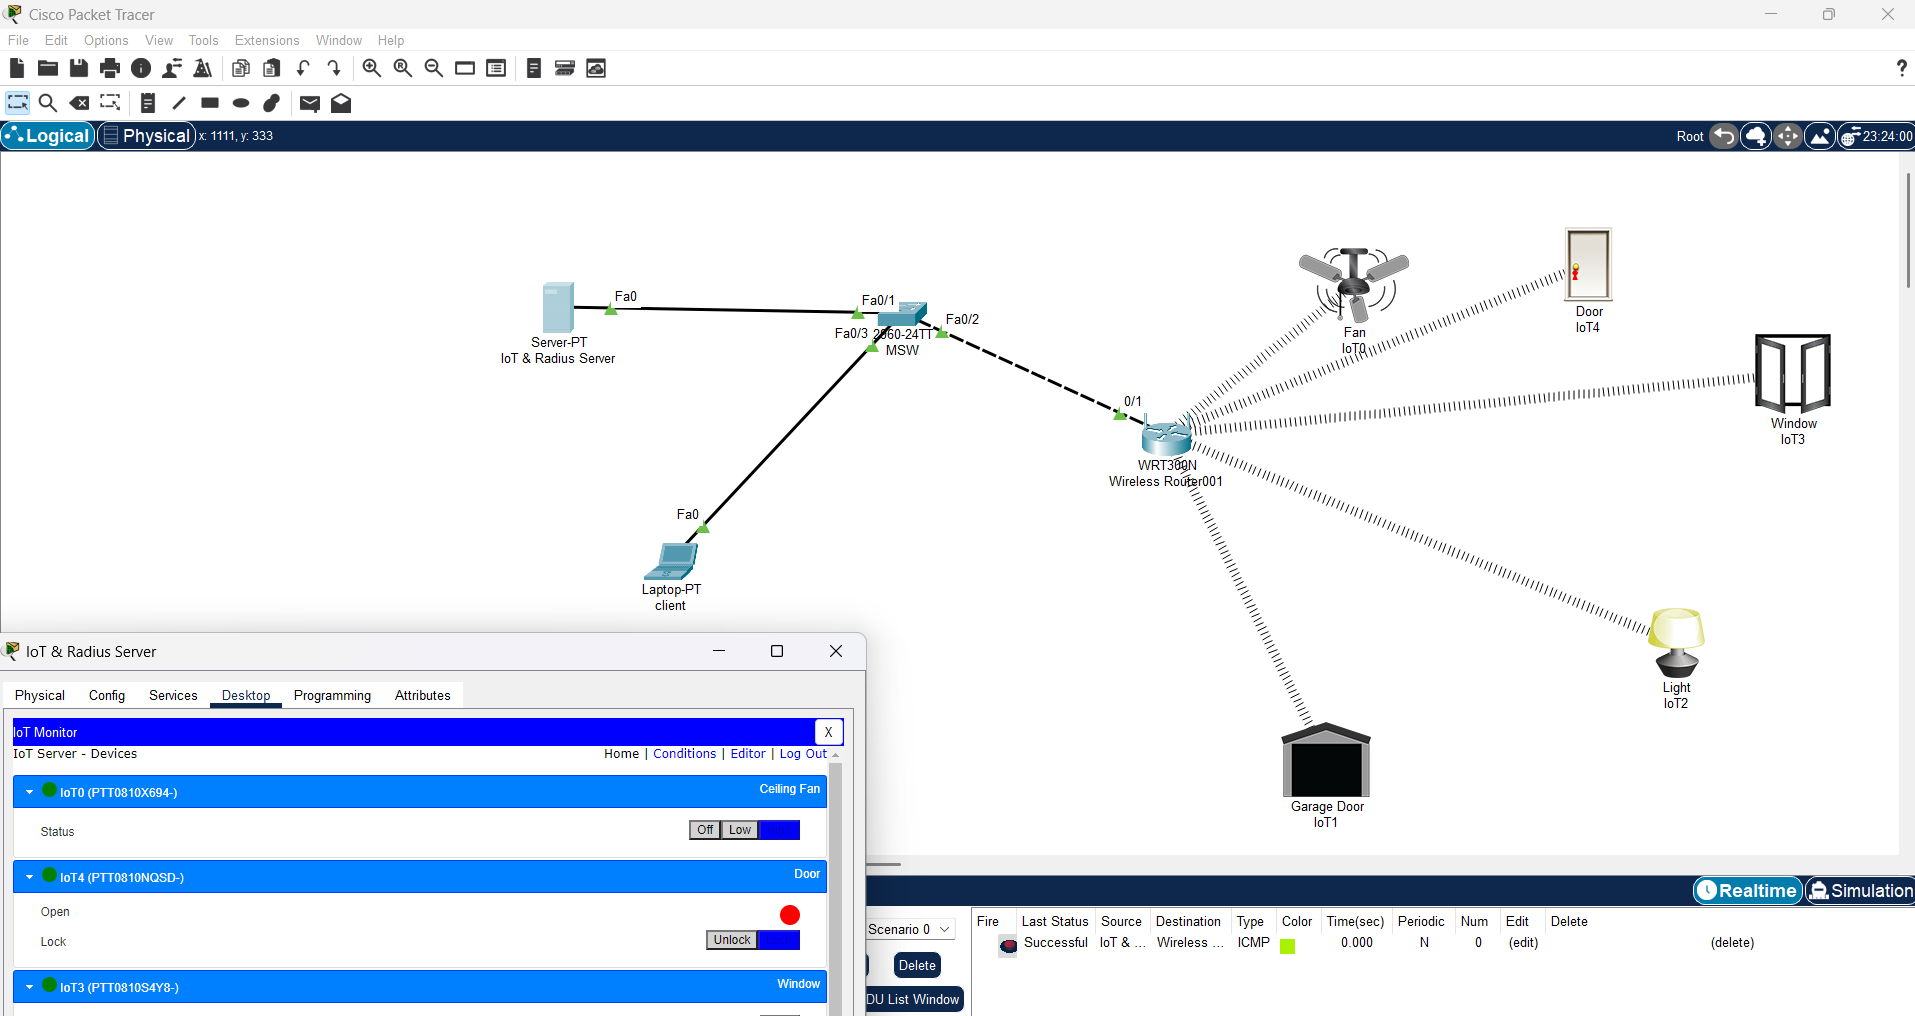 Cisco Packet Tracer
File Edit Options View Tools Extensions Window Help
?
Logical Physical x: 1111, y: 333
Root 23:24:00
Fa0
Server-PT
IoT & Radius Server
Fa0/1
Fa0/3
Fa0/2
2960-24TT
MSW
Fa0
Laptop-PT
client
0/1
WRT300N
Wireless Router001
Fan
IoT0
Door
IoT4
Window
IoT3
Light
IoT2
Garage Door
IoT1
IoT & Radius Server
Physical Config Services Desktop Programming Attributes
IoT Monitor X
IoT Server - Devices Home | Conditions | Editor | Log Out
IoT0 (PTT0810X694-) Ceiling Fan
Status Off Low
IoT4 (PTT0810NQSD-) Door
Open
Lock Unlock
IoT3 (PTT0810S4Y8-) Window
Realtime Simulation
Scenario 0
Delete
DU List Window
Fire Last Status Source Destination Type Color Time(sec) Periodic Num Edit Delete
Successful IoT & ... Wireless ... ICMP 0.000 N 0 (edit) (delete)